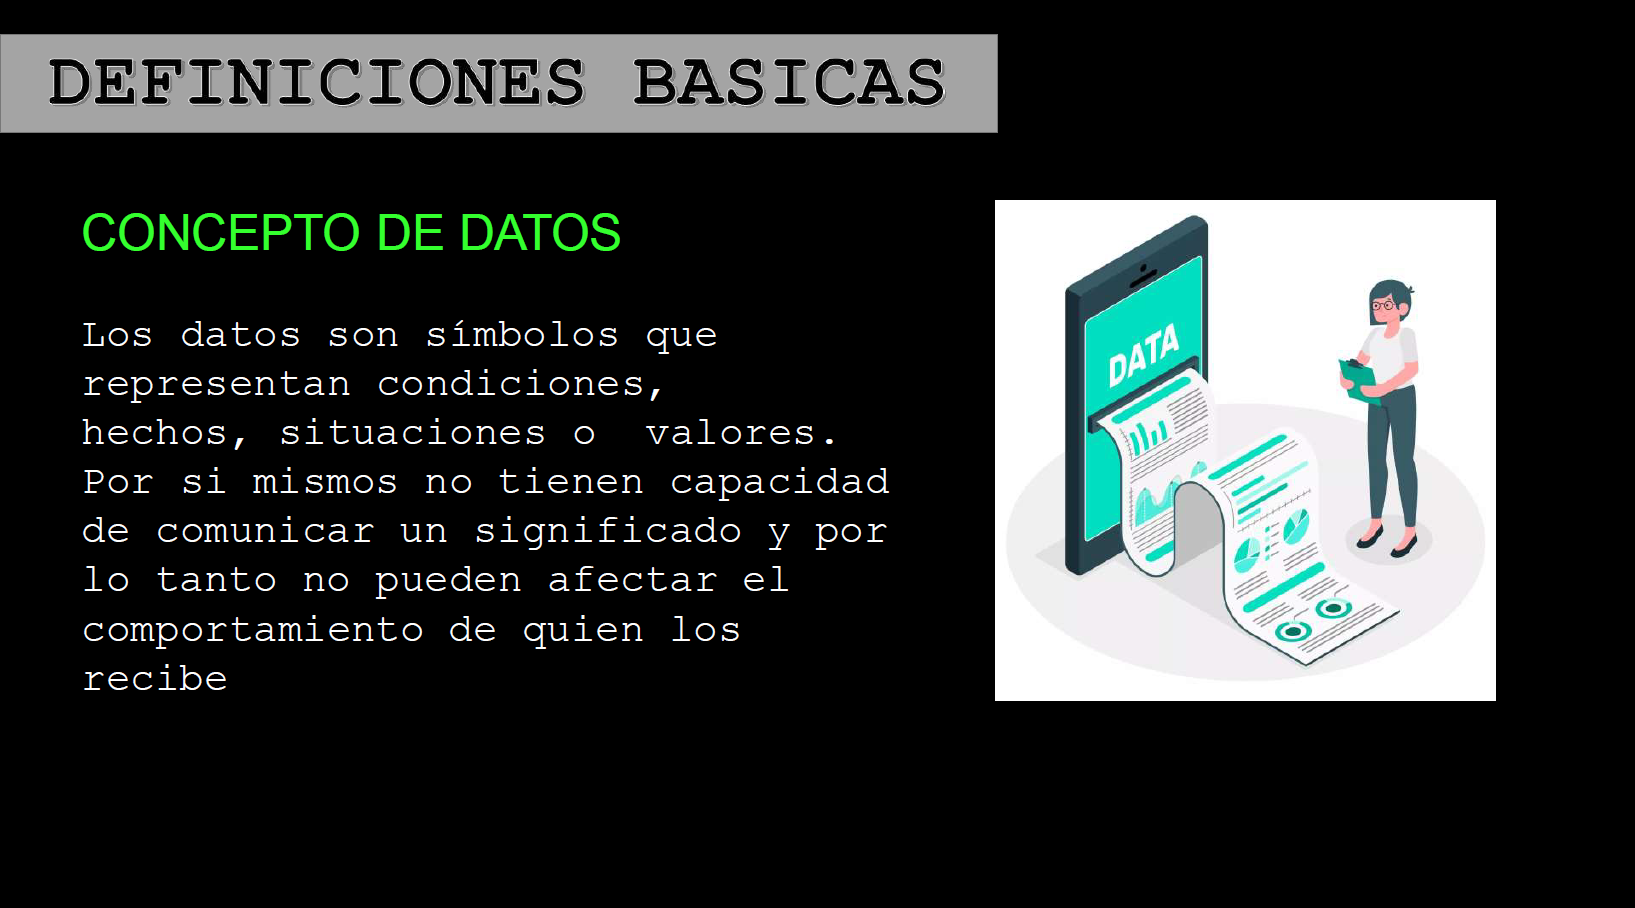 DEFINICIONES BASICAS
CONCEPTO DE DATOS
Los datos son símbolos que
representan condiciones,
hechos, situaciones o  valores.
Por si mismos no tienen capacidad
de comunicar un significado y por
lo tanto no pueden afectar el
comportamiento de quien los
recibe
DATA